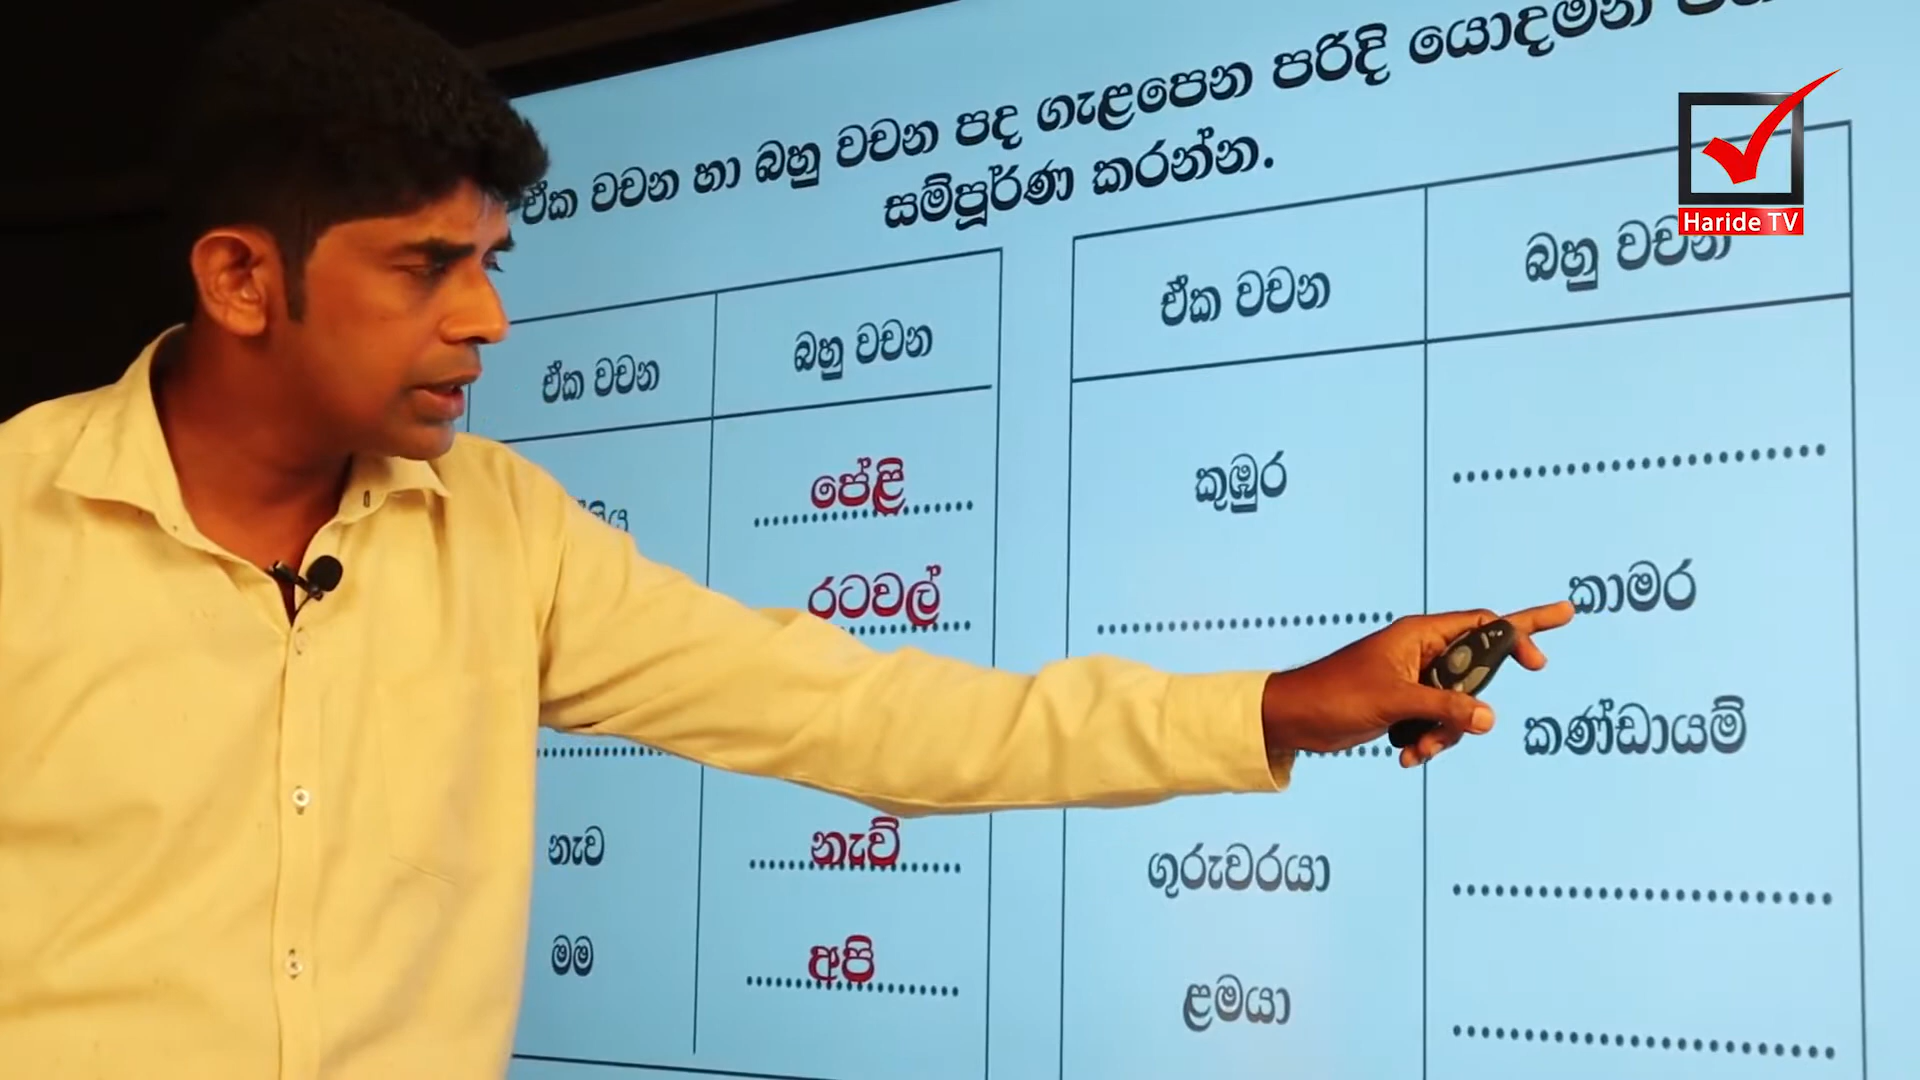 ඒක වචන හා බහු වචන පද ගැළපෙන පරිදි යොදමින්
සම්පූර්ණ කරන්න.
Haride TV
ඒක වචන බහු වචන
පේළි
රටවල්
නැව නැව්
මම අපි
ඒක වචන බහු වචන
කුඹුර
කාමර
කණ්ඩායම්
ගුරුවරයා
ළමයා